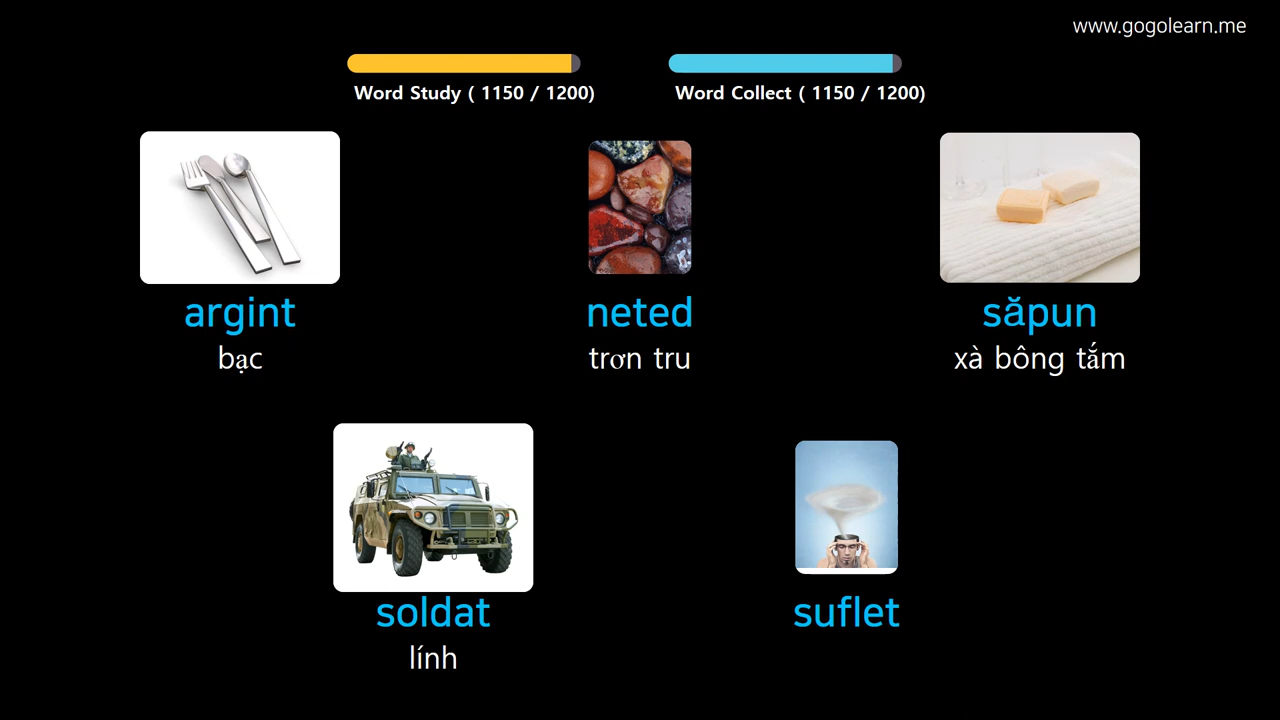 www.gogolearn.me
Word Study ( 1150 / 1200)
Word Collect ( 1150 / 1200)
argint
bạc
neted
trơn tru
săpun
xà bông tắm
soldat
lính
suflet